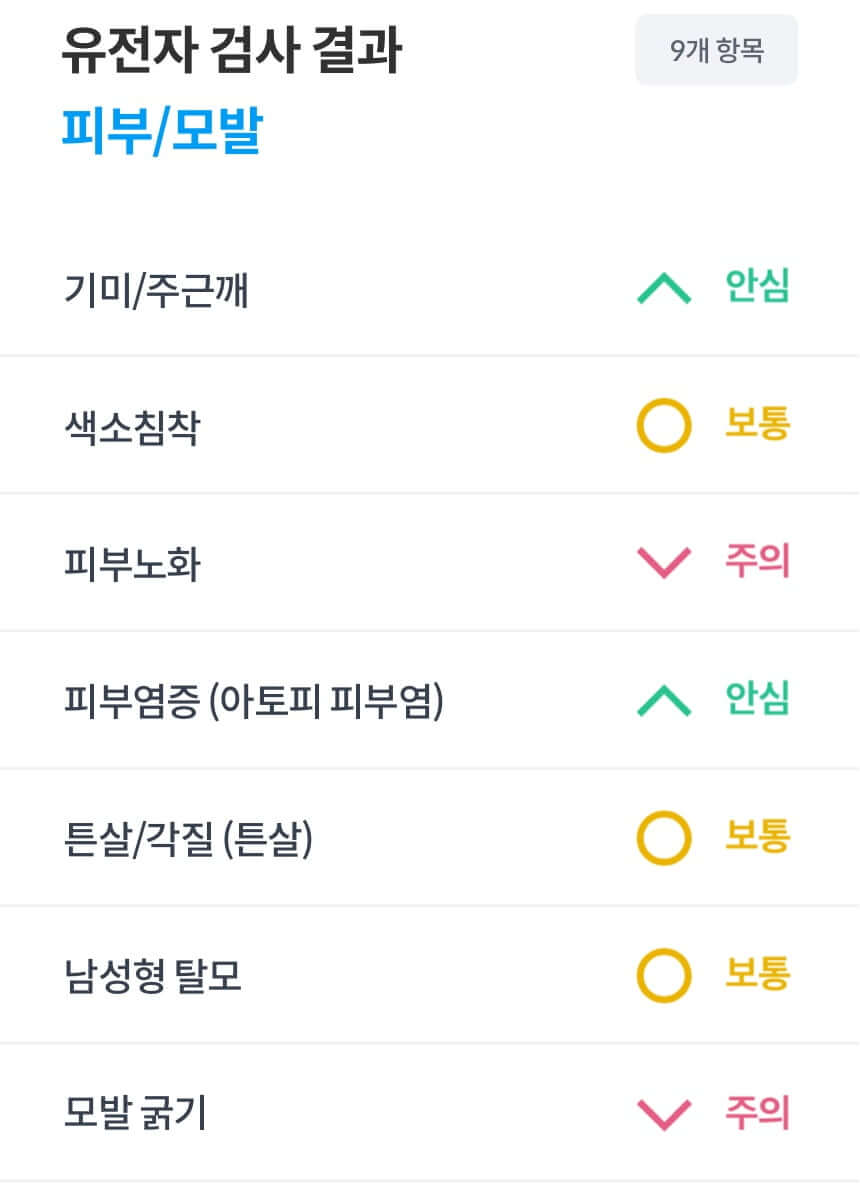 유전자 검사 결과
9개 항목
피부/모발
기미/주근깨 안심
색소침착 보통
피부노화 주의
피부염증 (아토피 피부염) 안심
튼살/각질 (튼살) 보통
남성형 탈모 보통
모발 굵기 주의